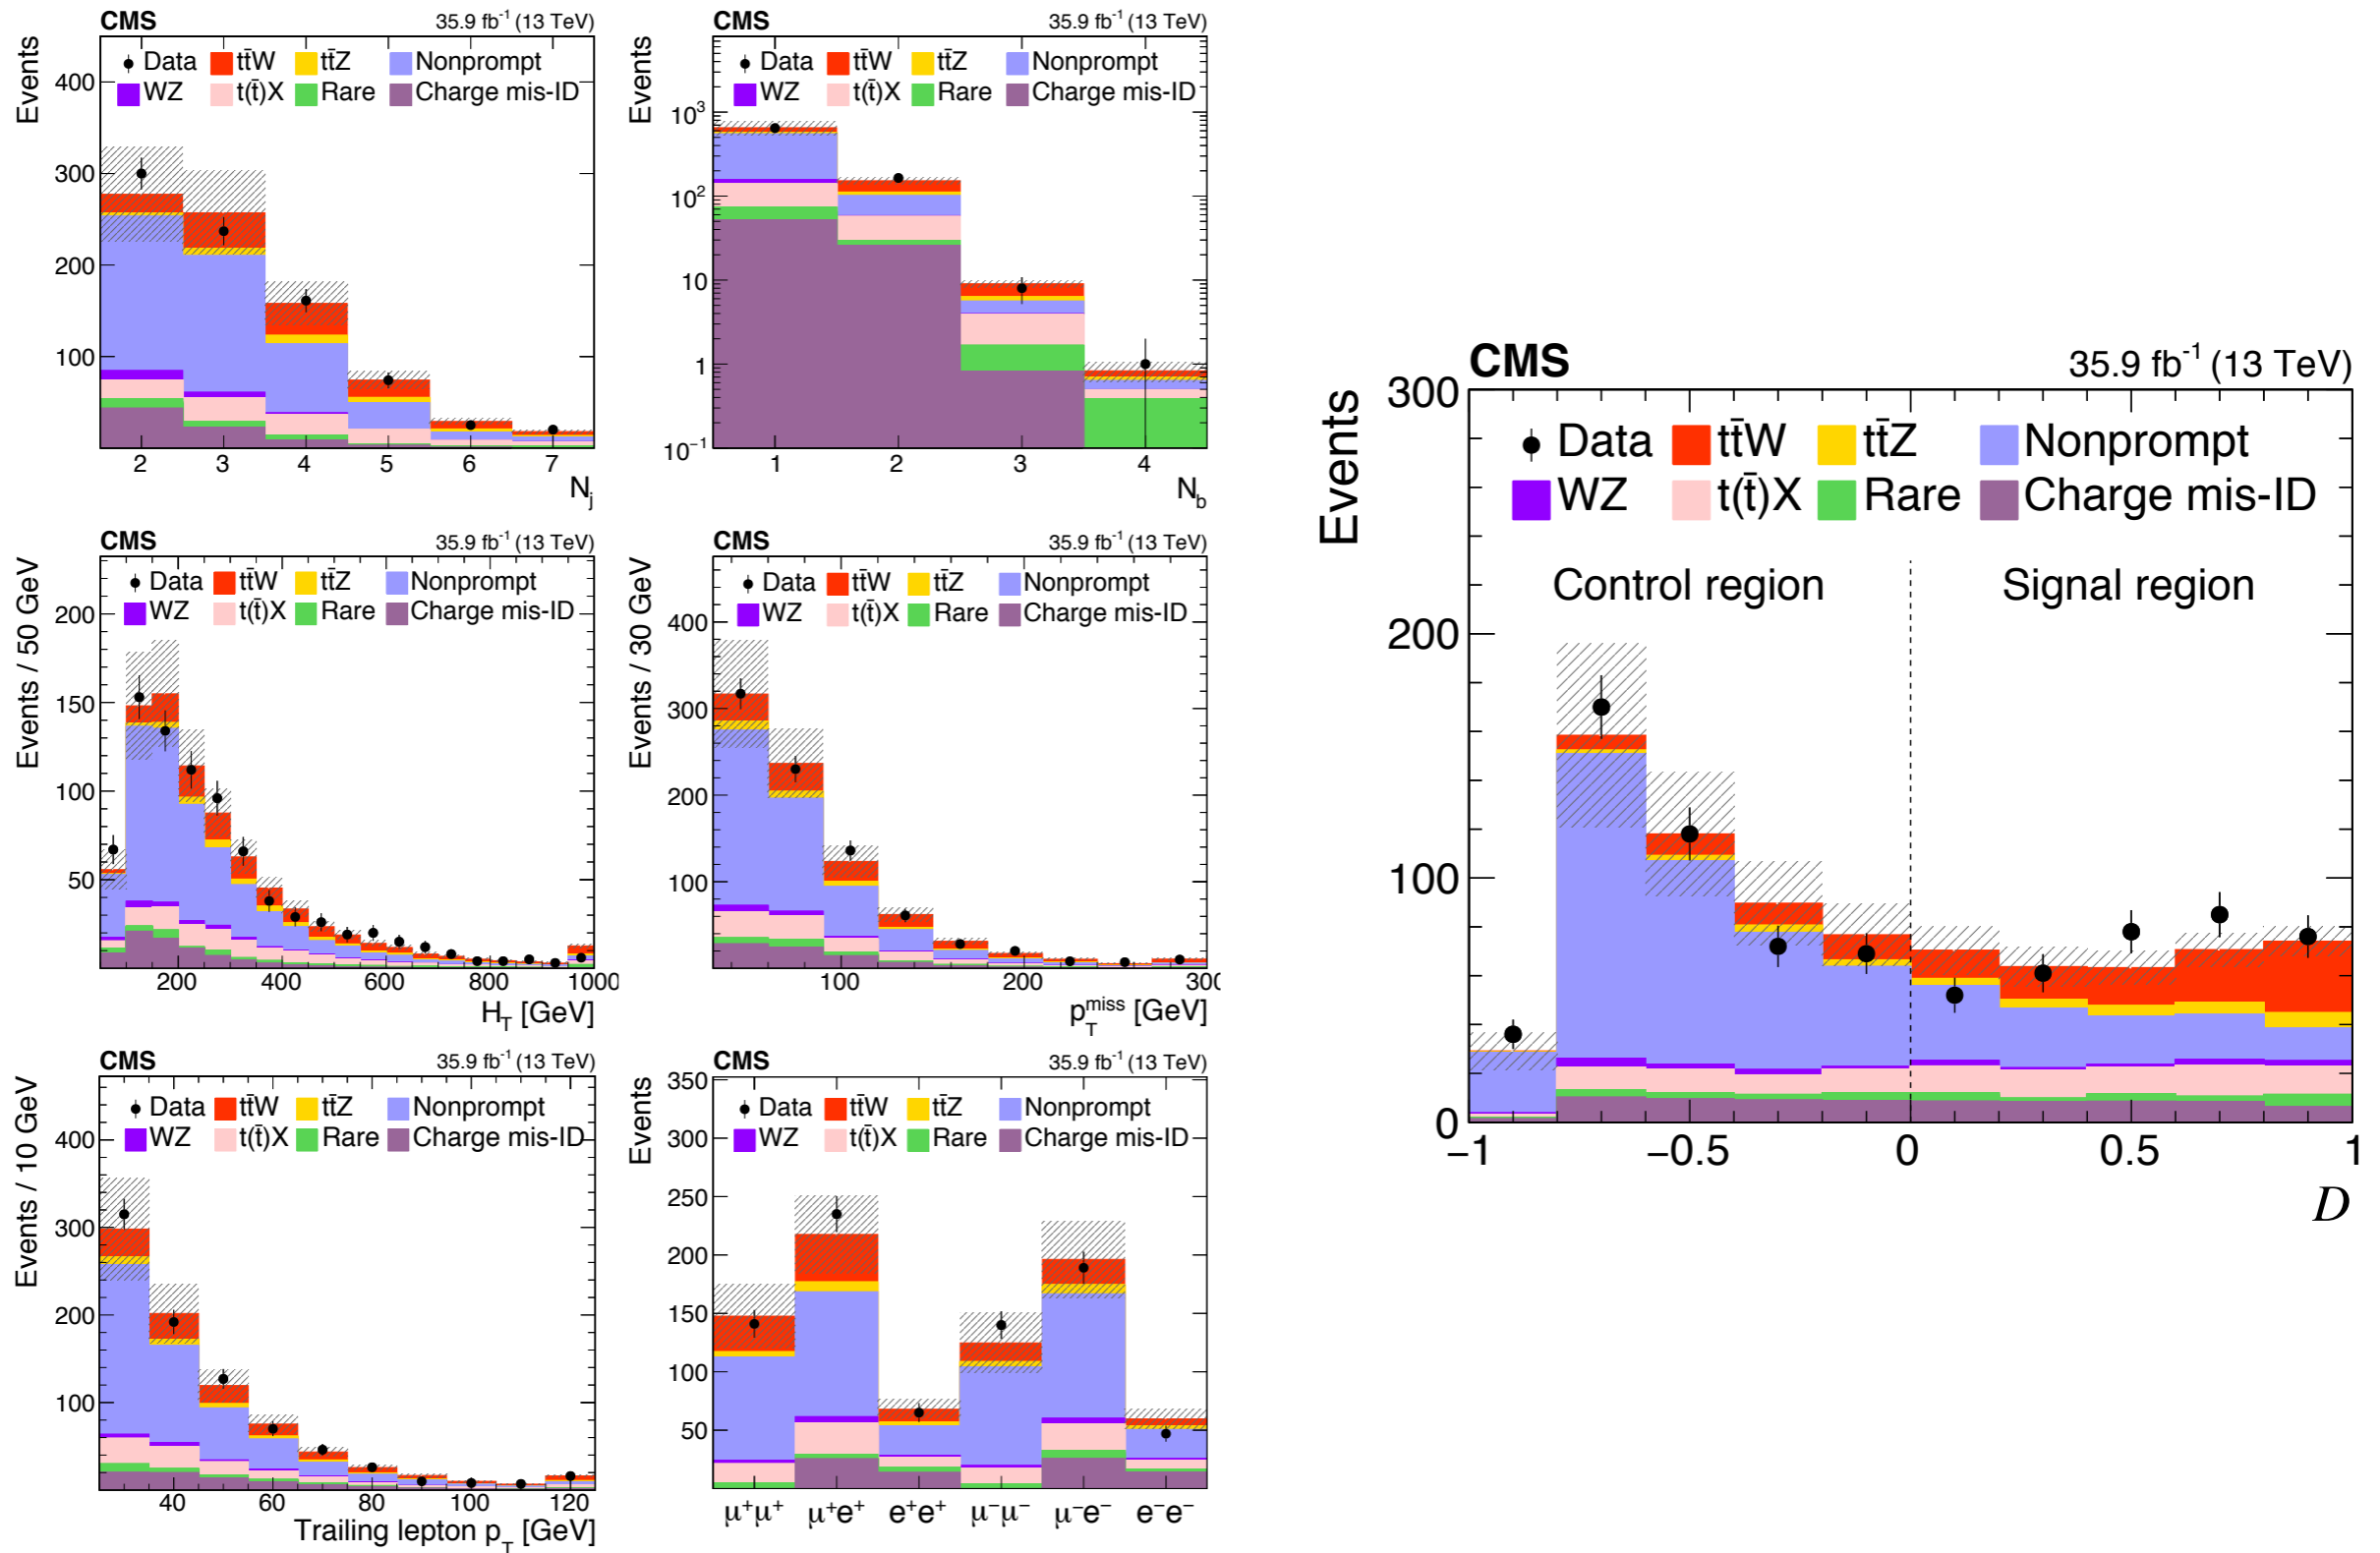 CMS 35.9 fb⁻¹ (13 TeV)
Events
Data tt̄W tt̄Z Nonprompt
WZ t(t̄)X Rare Charge mis-ID
400
300
200
100
2 3 4 5 6 7
N_j
CMS 35.9 fb⁻¹ (13 TeV)
Events
Data tt̄W tt̄Z Nonprompt
WZ t(t̄)X Rare Charge mis-ID
10³
10²
10
1
10⁻¹
1 2 3 4
N_b
CMS 35.9 fb⁻¹ (13 TeV)
Events / 50 GeV
Data tt̄W tt̄Z Nonprompt
WZ t(t̄)X Rare Charge mis-ID
200
150
100
50
200 400 600 800 1000
H_T [GeV]
CMS 35.9 fb⁻¹ (13 TeV)
Events / 30 GeV
Data tt̄W tt̄Z Nonprompt
WZ t(t̄)X Rare Charge mis-ID
400
300
200
100
100 200 300
p_T^miss [GeV]
CMS 35.9 fb⁻¹ (13 TeV)
Events / 10 GeV
Data tt̄W tt̄Z Nonprompt
WZ t(t̄)X Rare Charge mis-ID
400
300
200
100
40 60 80 100 120
Trailing lepton p_T [GeV]
CMS 35.9 fb⁻¹ (13 TeV)
Events
350
Data tt̄W tt̄Z Nonprompt
WZ t(t̄)X Rare Charge mis-ID
300
250
200
150
100
50
μ⁺μ⁺ μ⁺e⁺ e⁺e⁺ μ⁻μ⁻ μ⁻e⁻ e⁻e⁻
CMS 35.9 fb⁻¹ (13 TeV)
Events
300
Data tt̄W tt̄Z Nonprompt
WZ t(t̄)X Rare Charge mis-ID
Control region Signal region
200
100
0
−1 −0.5 0 0.5 1
D